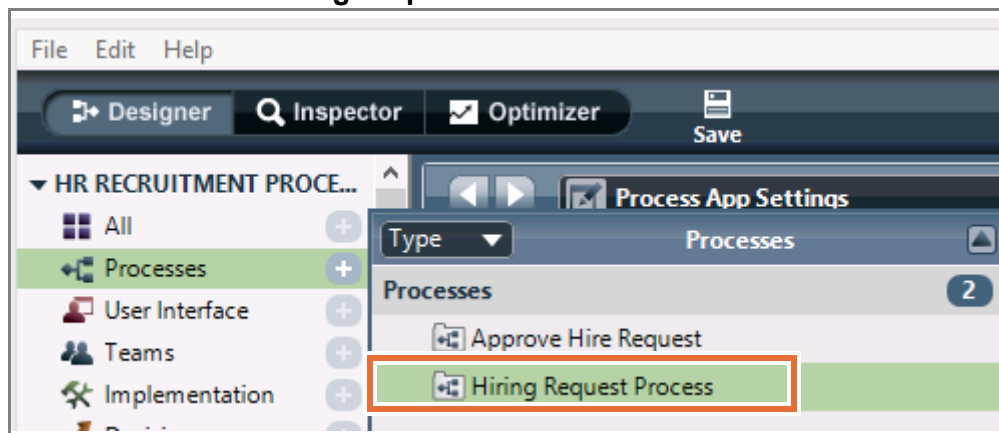 File Edit Help
Designer Inspector Optimizer Save
HR RECRUITMENT PROCE...
Process App Settings
All
Type Processes
Processes
Processes 2
User Interface
Approve Hire Request
Teams
Hiring Request Process
Implementation